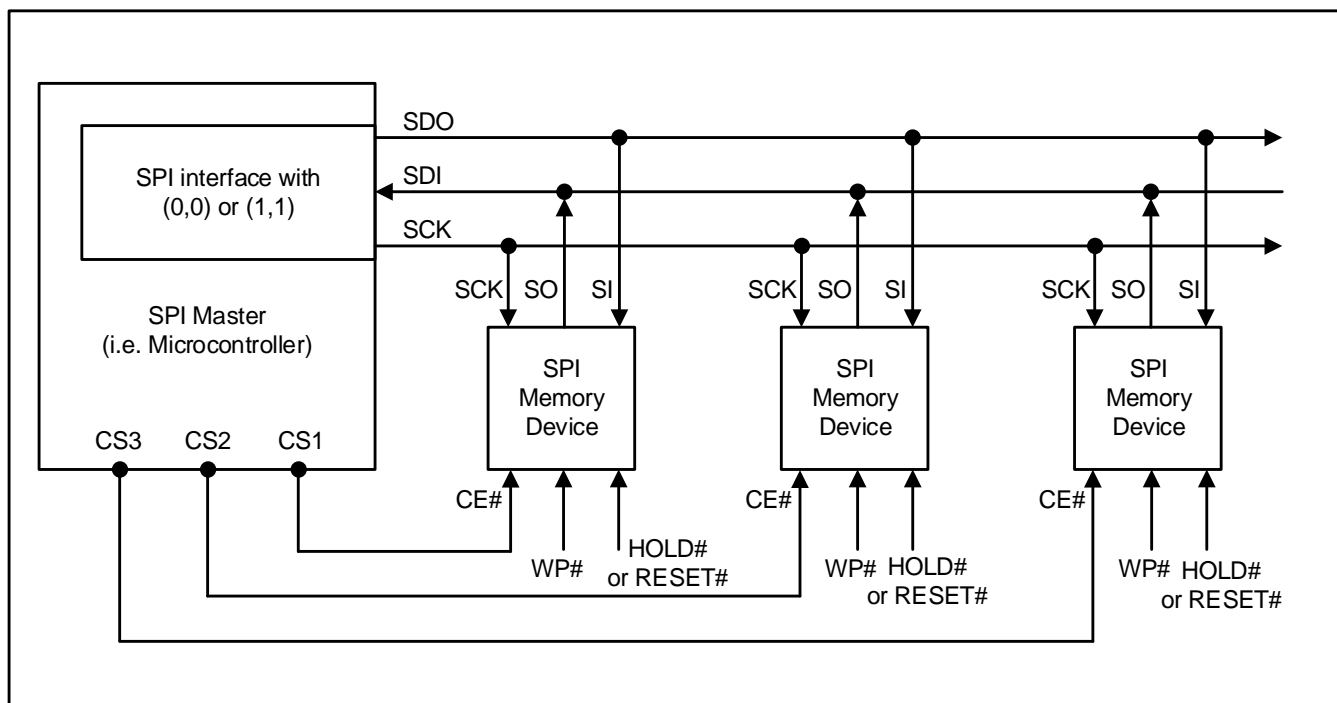 SDO
SDI
SCK
SPI interface with
(0,0) or (1,1)
SPI Master
(i.e. Microcontroller)
CS3
CS2
CS1
SCK
SO
SI
SPI
Memory
Device
CE#
WP#
HOLD#
or RESET#
SCK
SO
SI
SPI
Memory
Device
CE#
WP#
HOLD#
or RESET#
SCK
SO
SI
SPI
Memory
Device
CE#
WP#
HOLD#
or RESET#